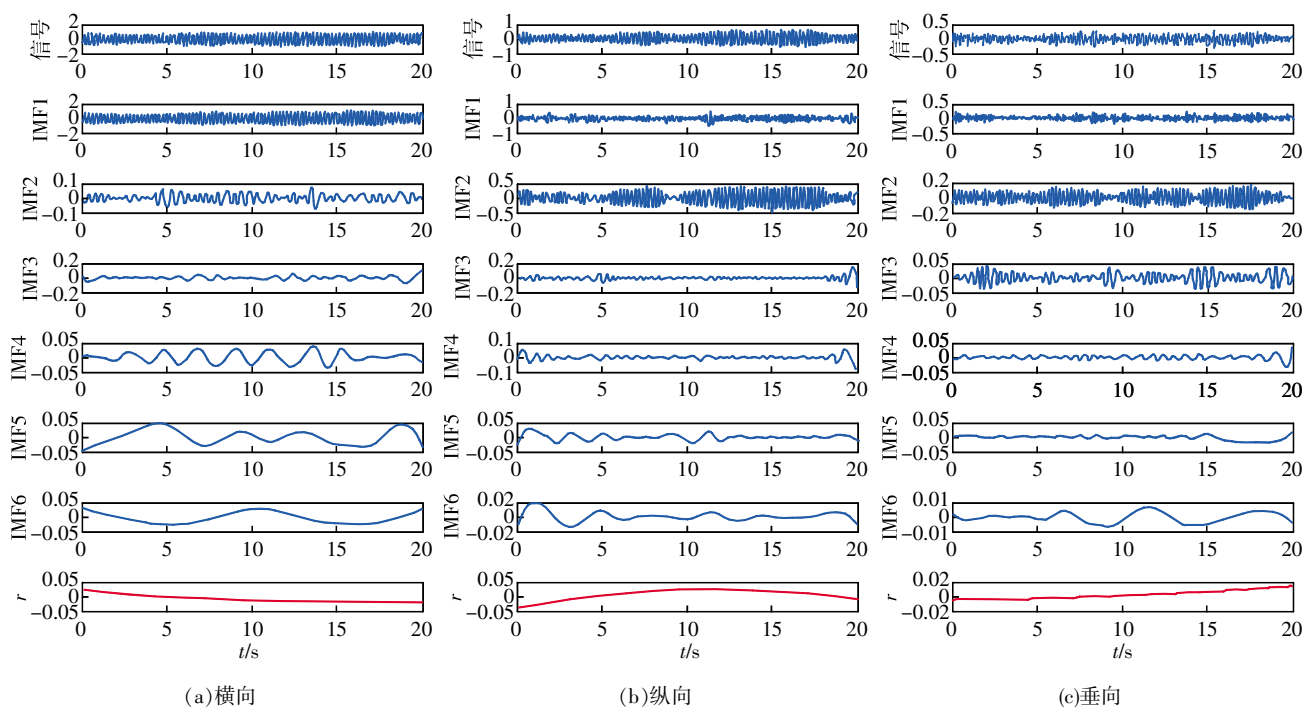 信号 2 0 −2 0 5 10 15 20
IMF1 2 0 −2 0 5 10 15 20
IMF2 0.1 0 −0.1 0 5 10 15 20
IMF3 0.2 0 −0.2 0 5 10 15 20
IMF4 0.05 0 −0.05 0 5 10 15 20
IMF5 0.05 0 −0.05 0 5 10 15 20
IMF6 0.05 0 −0.05 0 5 10 15 20
r 0.05 0 −0.05 0 5 10 15 20
t/s
(a)横向
信号 1 0 −1 0 5 10 15 20
IMF1 1 0 −1 0 5 10 15 20
IMF2 0.5 0 −0.5 0 5 10 15 20
IMF3 0.2 0 −0.2 0 5 10 15 20
IMF4 0.1 0 −0.1 0 5 10 15 20
IMF5 0.05 0 −0.05 0 5 10 15 20
IMF6 0.02 0 −0.02 0 5 10 15 20
r 0.05 0 −0.05 0 5 10 15 20
t/s
(b)纵向
信号 0.5 0 −0.5 0 5 10 15 20
IMF1 0.5 0 −0.5 0 5 10 15 20
IMF2 0.2 0 −0.2 0 5 10 15 20
IMF3 0.05 0 −0.05 0 5 10 15 20
IMF4 0.05 0 −0.05 0 5 10 15 20
IMF5 0.05 0 −0.05 0 5 10 15 20
IMF6 0.01 0 −0.01 0 5 10 15 20
r 0.02 0 −0.02 0 5 10 15 20
t/s
(c)垂向